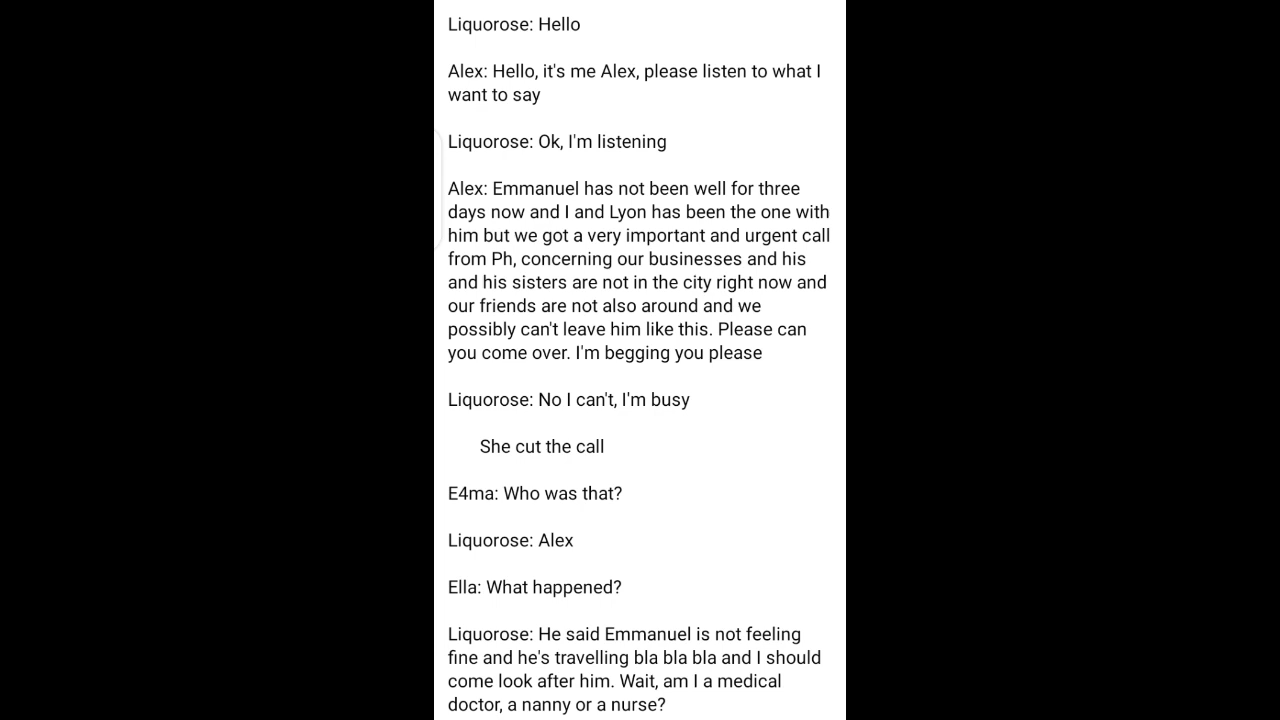 Liquorose: Hello
Alex: Hello, it's me Alex, please listen to what I
want to say
Liquorose: Ok, I'm listening
Alex: Emmanuel has not been well for three
days now and I and Lyon has been the one with
him but we got a very important and urgent call
from Ph, concerning our businesses and his
and his sisters are not in the city right now and
our friends are not also around and we
possibly can't leave him like this. Please can
you come over. I'm begging you please
Liquorose: No I can't, I'm busy
She cut the call
E4ma: Who was that?
Liquorose: Alex
Ella: What happened?
Liquorose: He said Emmanuel is not feeling
fine and he's travelling bla bla bla and I should
come look after him. Wait, am I a medical
doctor, a nanny or a nurse?